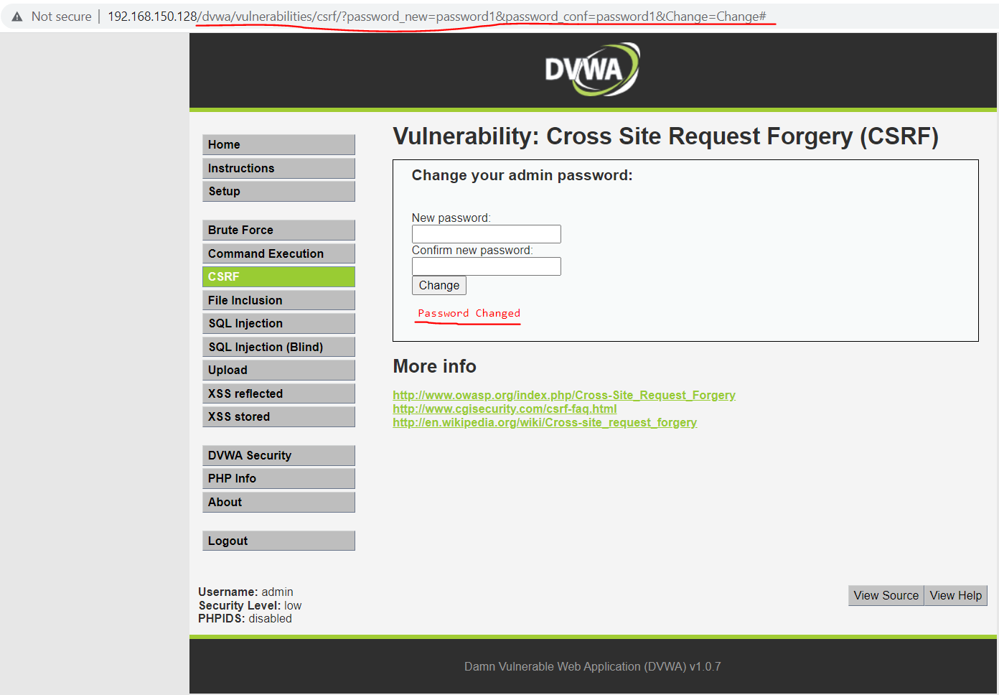 Not secure | 192.168.150.128/dvwa/vulnerabilities/csrf/?password_new=password1&password_conf=password1&Change=Change#
DVWA
Home
Instructions
Setup
Brute Force
Command Execution
CSRF
File Inclusion
SQL Injection
SQL Injection (Blind)
Upload
XSS reflected
XSS stored
DVWA Security
PHP Info
About
Logout
Vulnerability: Cross Site Request Forgery (CSRF)
Change your admin password:
New password:
Confirm new password:
Change
Password Changed
More info
http://www.owasp.org/index.php/Cross-Site_Request_Forgery
http://www.cgisecurity.com/csrf-faq.html
http://en.wikipedia.org/wiki/Cross-site_request_forgery
Username: admin
Security Level: low
PHPIDS: disabled
View Source
View Help
Damn Vulnerable Web Application (DVWA) v1.0.7